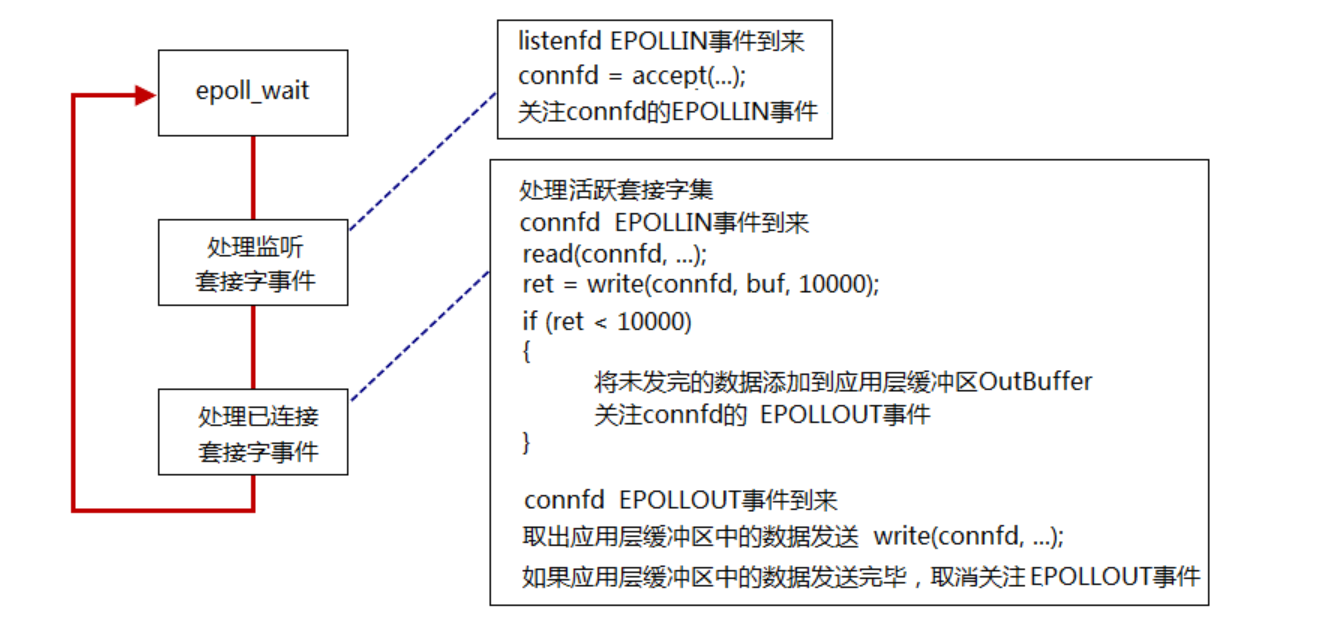 epoll_wait
处理监听
套接字事件
处理已连接
套接字事件
listenfd EPOLLIN事件到来
connfd = accept(...);
关注connfd的EPOLLIN事件
处理活跃套接字集
connfd EPOLLIN事件到来
read(connfd, ...);
ret = write(connfd, buf, 10000);
if (ret < 10000)
{
将未发完的数据添加到应用层缓冲区OutBuffer
关注connfd的 EPOLLOUT事件
}
connfd EPOLLOUT事件到来
取出应用层缓冲区中的数据发送 write(connfd, ...);
如果应用层缓冲区中的数据发送完毕，取消关注EPOLLOUT事件